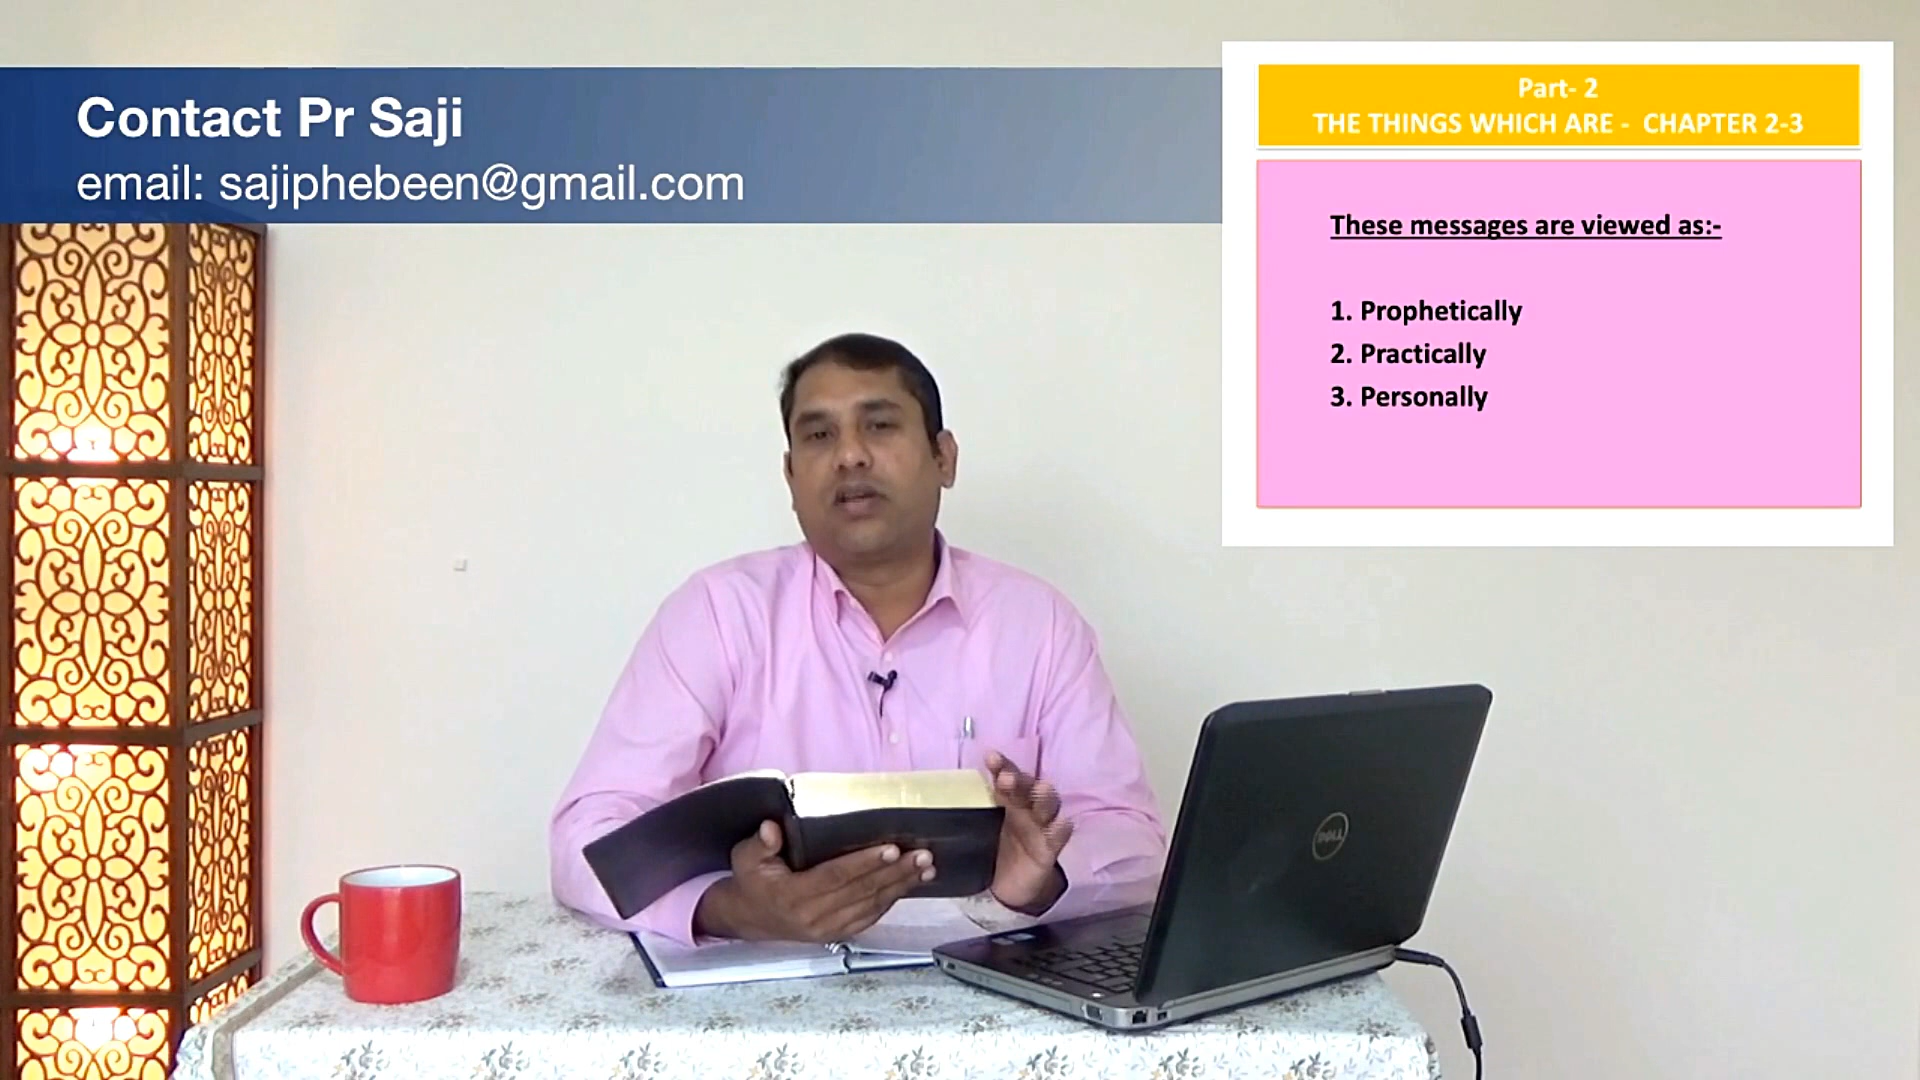 Contact Pr Saji
email: sajiphebeen@gmail.com
Part- 2
THE THINGS WHICH ARE - CHAPTER 2-3
These messages are viewed as:-
1. Prophetically
2. Practically
3. Personally
DELL